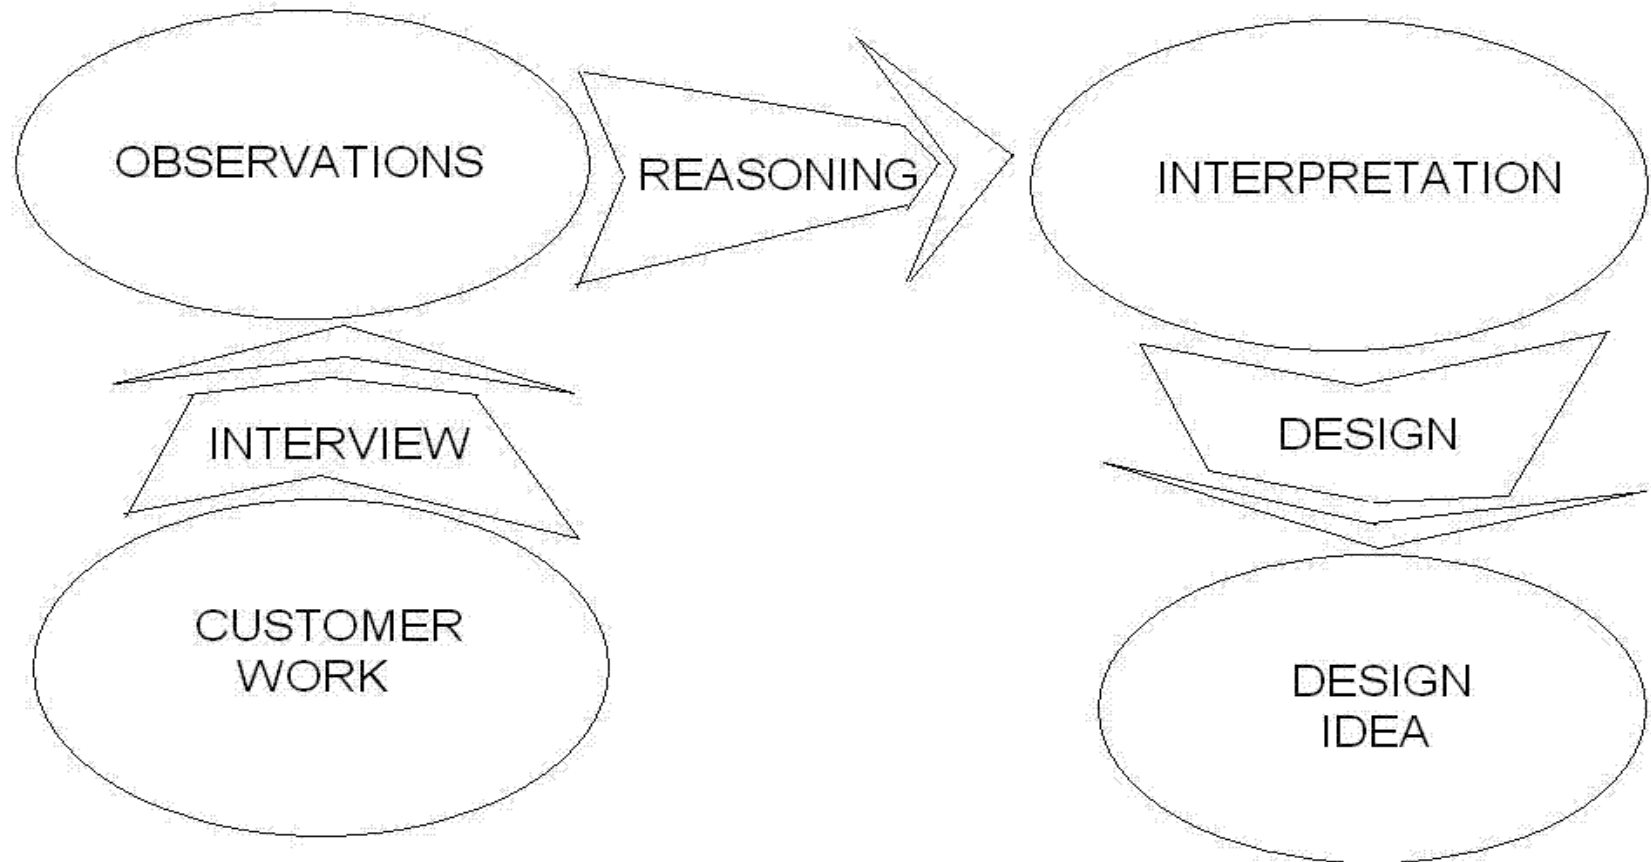 OBSERVATIONS
REASONING
INTERPRETATION
INTERVIEW
DESIGN
CUSTOMER
WORK
DESIGN
IDEA